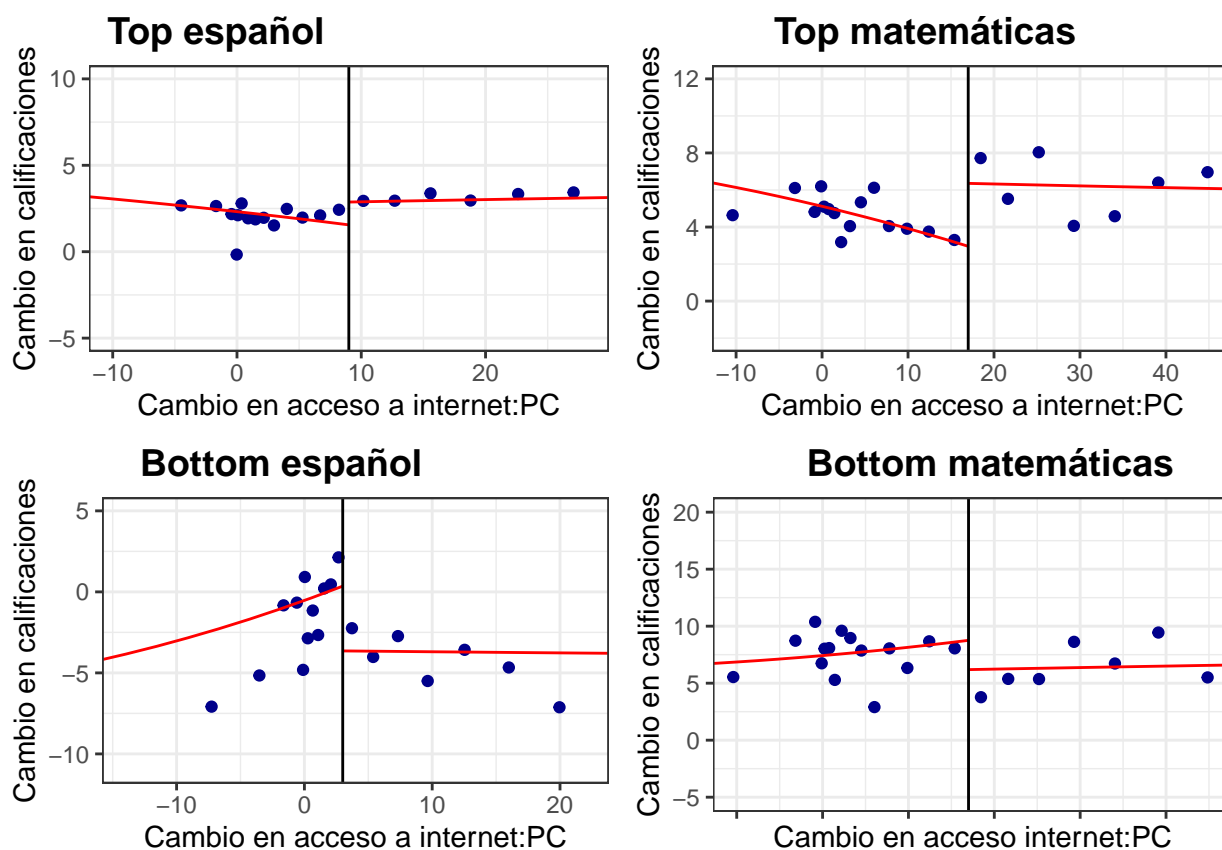 Top español
Cambio en calificaciones
10
5
0
−5
−10
0
10
20
Cambio en acceso a internet:PC
Top matemáticas
Cambio en calificaciones
12
8
4
0
−10
0
10
20
30
40
Cambio en acceso a internet:PC
Bottom español
Cambio en calificaciones
5
0
−5
−10
−10
0
10
20
Cambio en acceso a internet:PC
Bottom matemáticas
Cambio en calificaciones
20
15
10
5
0
−5
Cambio en acceso internet:PC